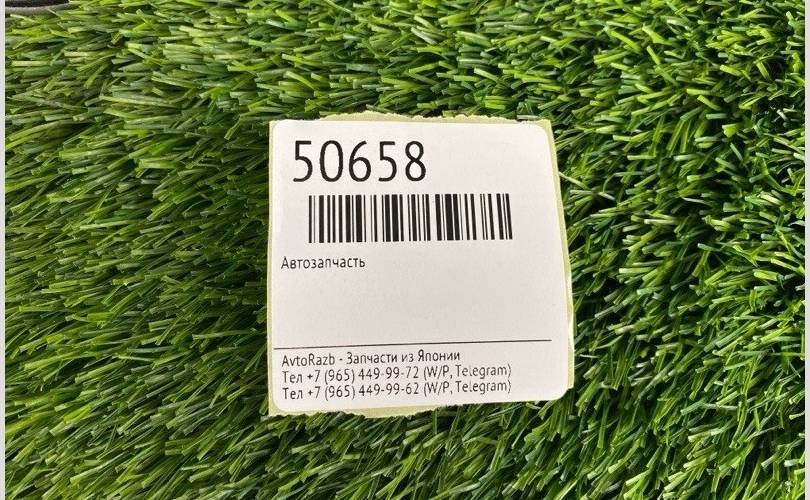 50658
Автозапчасть
AvtoRazb - Запчасти из Японии
Тел +7 (965) 449-99-72 (W/P, Telegram)
Тел +7 (965) 449-99-62 (W/P, Telegram)